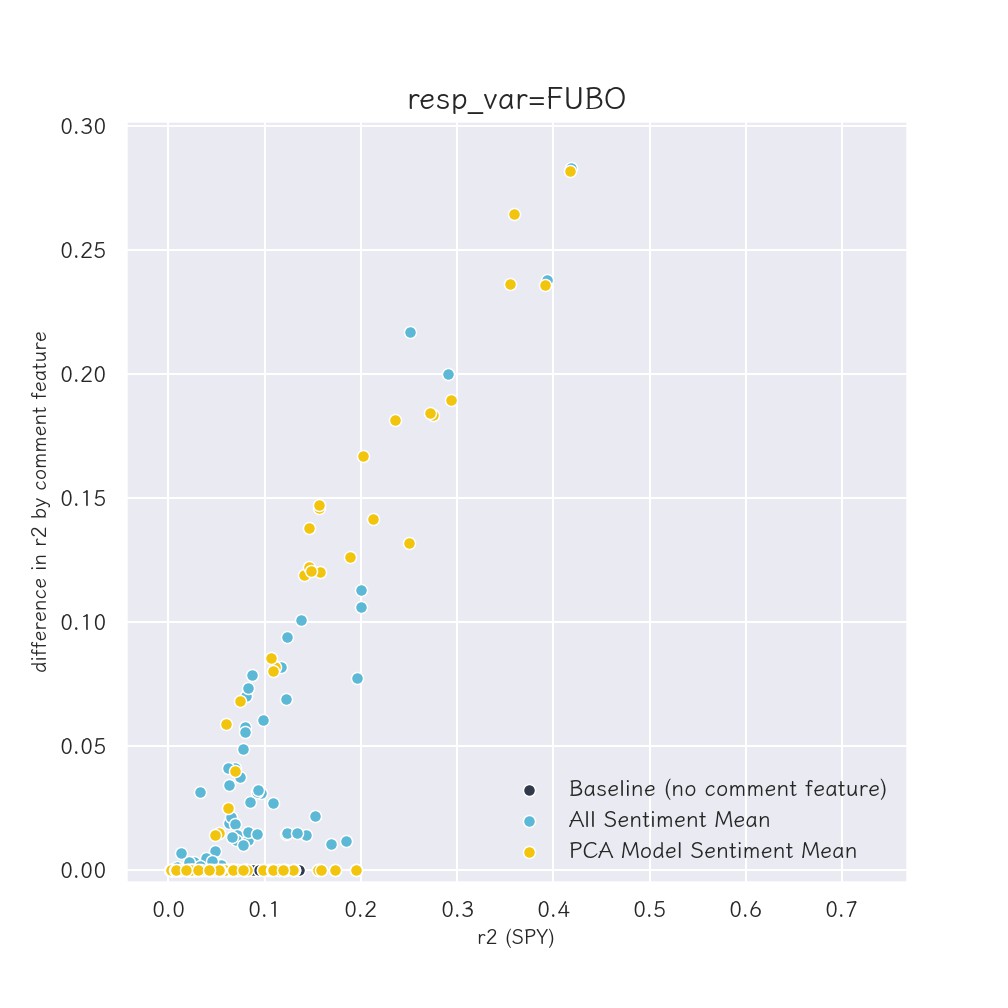 resp_var=FUBO
0.30
0.25
0.20
0.15
0.10
0.05
0.00
difference in r2 by comment feature
Baseline (no comment feature)
All Sentiment Mean
PCA Model Sentiment Mean
0.0 0.1 0.2 0.3 0.4 0.5 0.6 0.7
r2 (SPY)